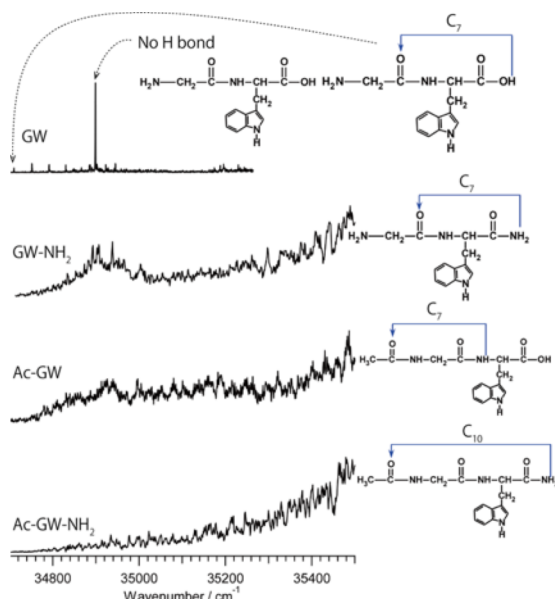 C7
No H bond
O
O
O
O
H2N—CH2—C—NH—CH—C—OH
H2N—CH2—C—NH—CH—C—OH
CH2
CH2
GW
N
H
N
H
C7
GW-NH2
O
O
H2N—CH2—C—NH—CH—C—NH2
CH2
N
H
C7
Ac-GW
O
O
O
H3C—C—NH—CH2—C—NH—CH—C—OH
CH2
N
H
C10
Ac-GW-NH2
O
O
O
H3C—C—NH—CH2—C—NH—CH—C—NH
CH2
N
H
34800
35000
35200
35400
Wavenumber / cm-1